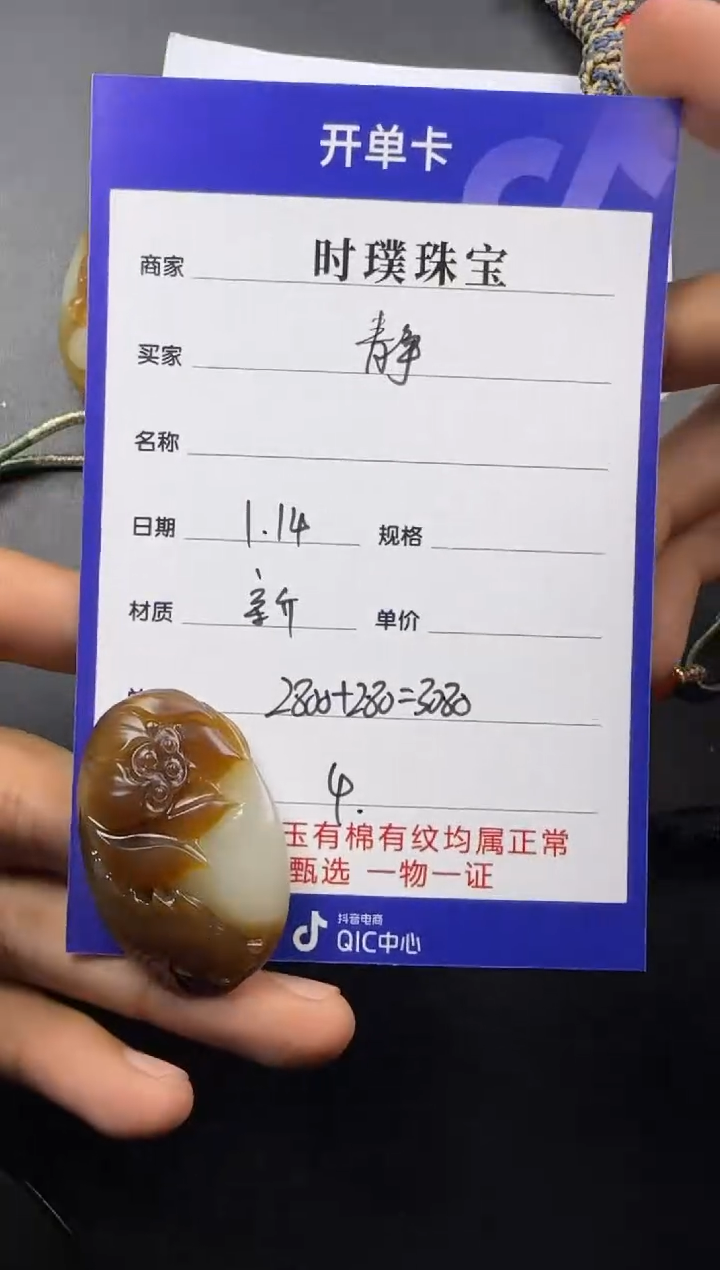 开单卡
商家 时璞珠宝
买家 静
名称
日期 1.14 规格
材质 新 单价
2800+280=3080
4.
玉有棉有纹均属正常
甄选 一物一证
抖音电商
QIC中心